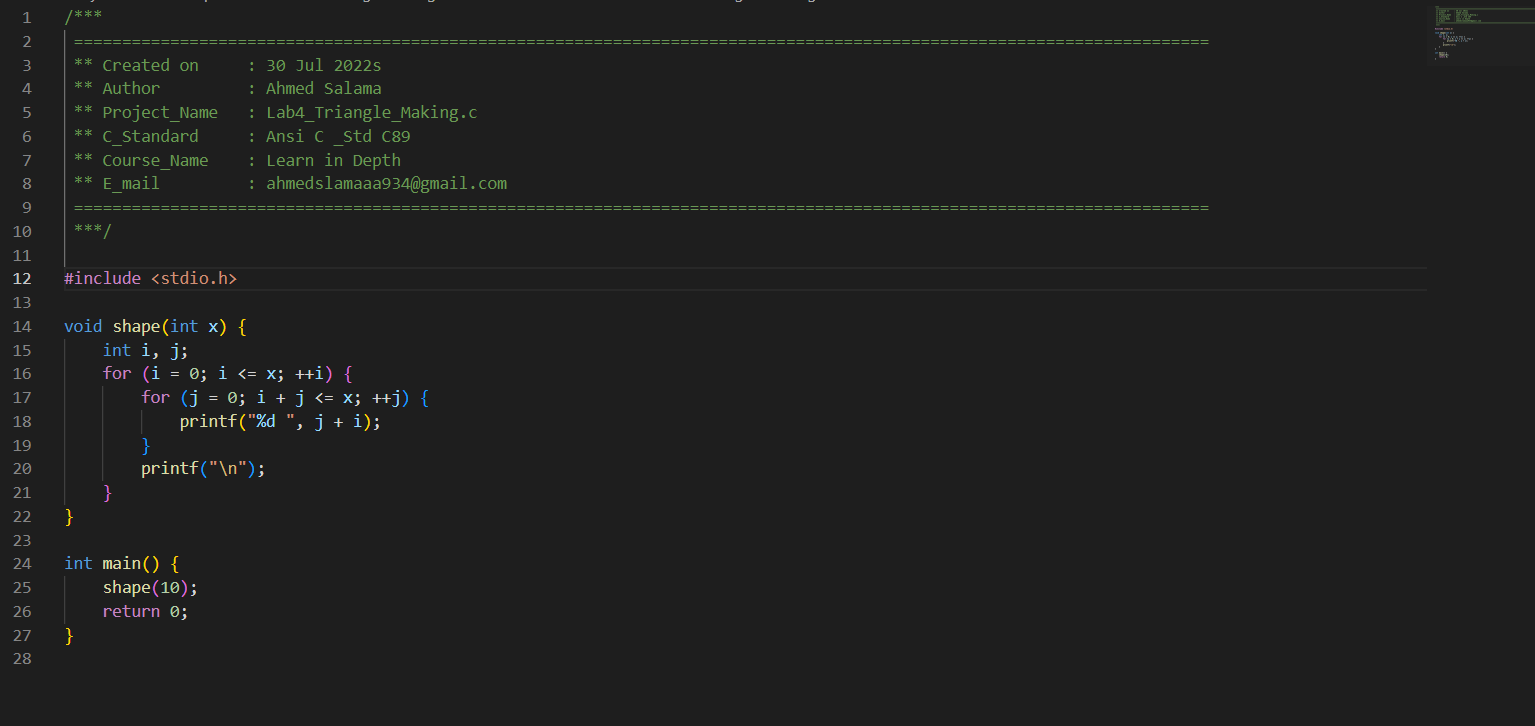 1 /***
2 ======================================================================================================================
3 ** Created on     : 30 Jul 2022s
4 ** Author         : Ahmed Salama
5 ** Project_Name   : Lab4_Triangle_Making.c
6 ** C_Standard     : Ansi C _Std C89
7 ** Course_Name    : Learn in Depth
8 ** E_mail         : ahmedslamaaa934@gmail.com
9 ======================================================================================================================
10 ***/
11
12 #include <stdio.h>
13
14 void shape(int x) {
15     int i, j;
16     for (i = 0; i <= x; ++i) {
17         for (j = 0; i + j <= x; ++j) {
18             printf("%d ", j + i);
19         }
20         printf("\n");
21     }
22 }
23
24 int main() {
25     shape(10);
26     return 0;
27 }
28